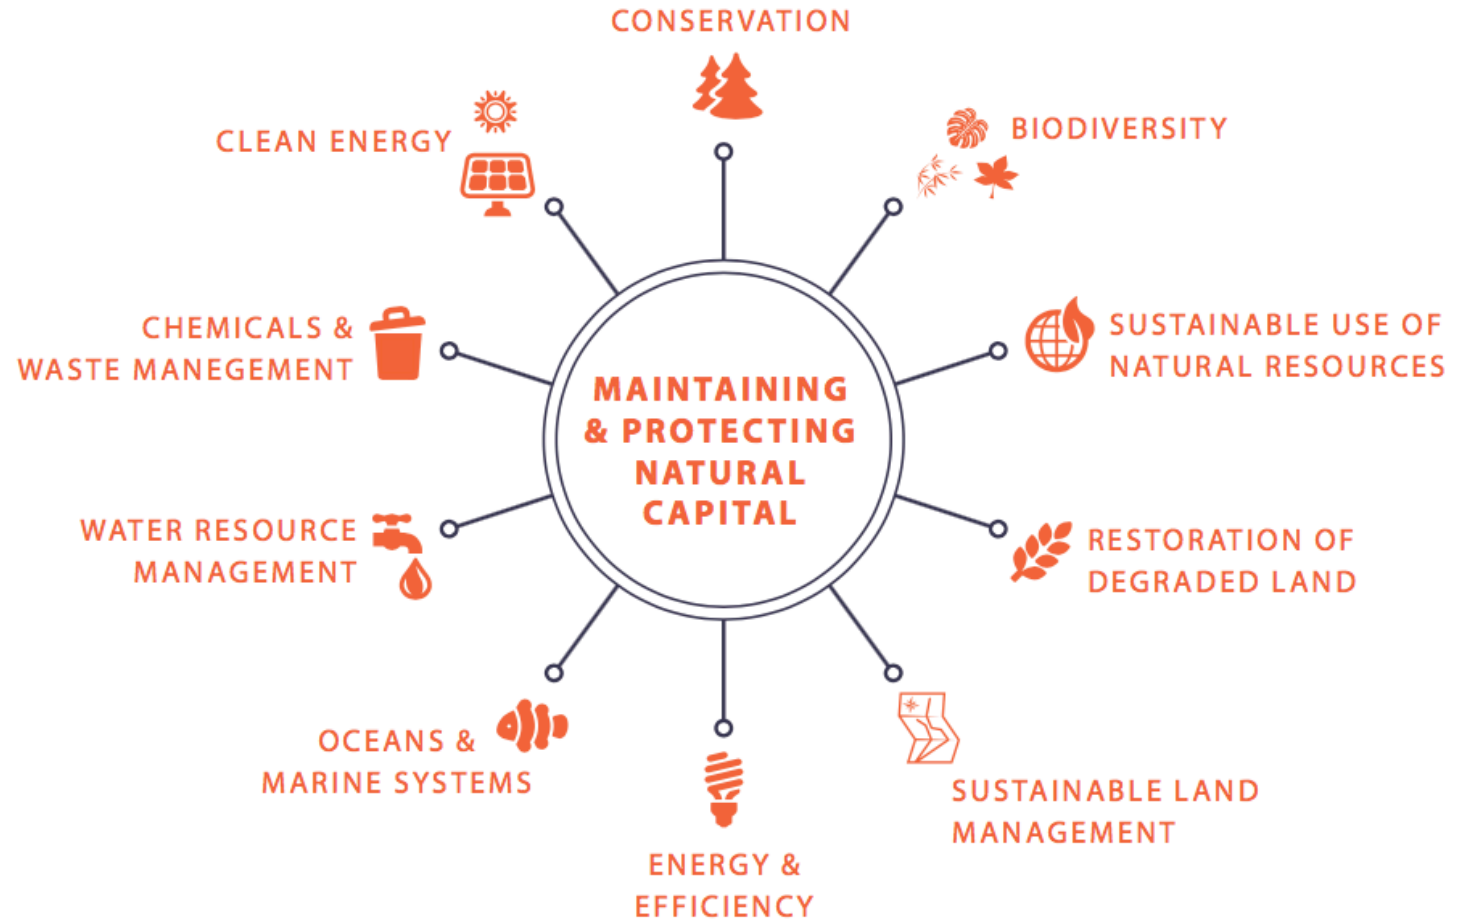 CONSERVATION
CLEAN ENERGY
BIODIVERSITY
CHEMICALS &
WASTE MANEGEMENT
SUSTAINABLE USE OF
NATURAL RESOURCES
MAINTAINING
& PROTECTING
NATURAL
CAPITAL
WATER RESOURCE
MANAGEMENT
RESTORATION OF
DEGRADED LAND
OCEANS &
MARINE SYSTEMS
SUSTAINABLE LAND
MANAGEMENT
ENERGY &
EFFICIENCY